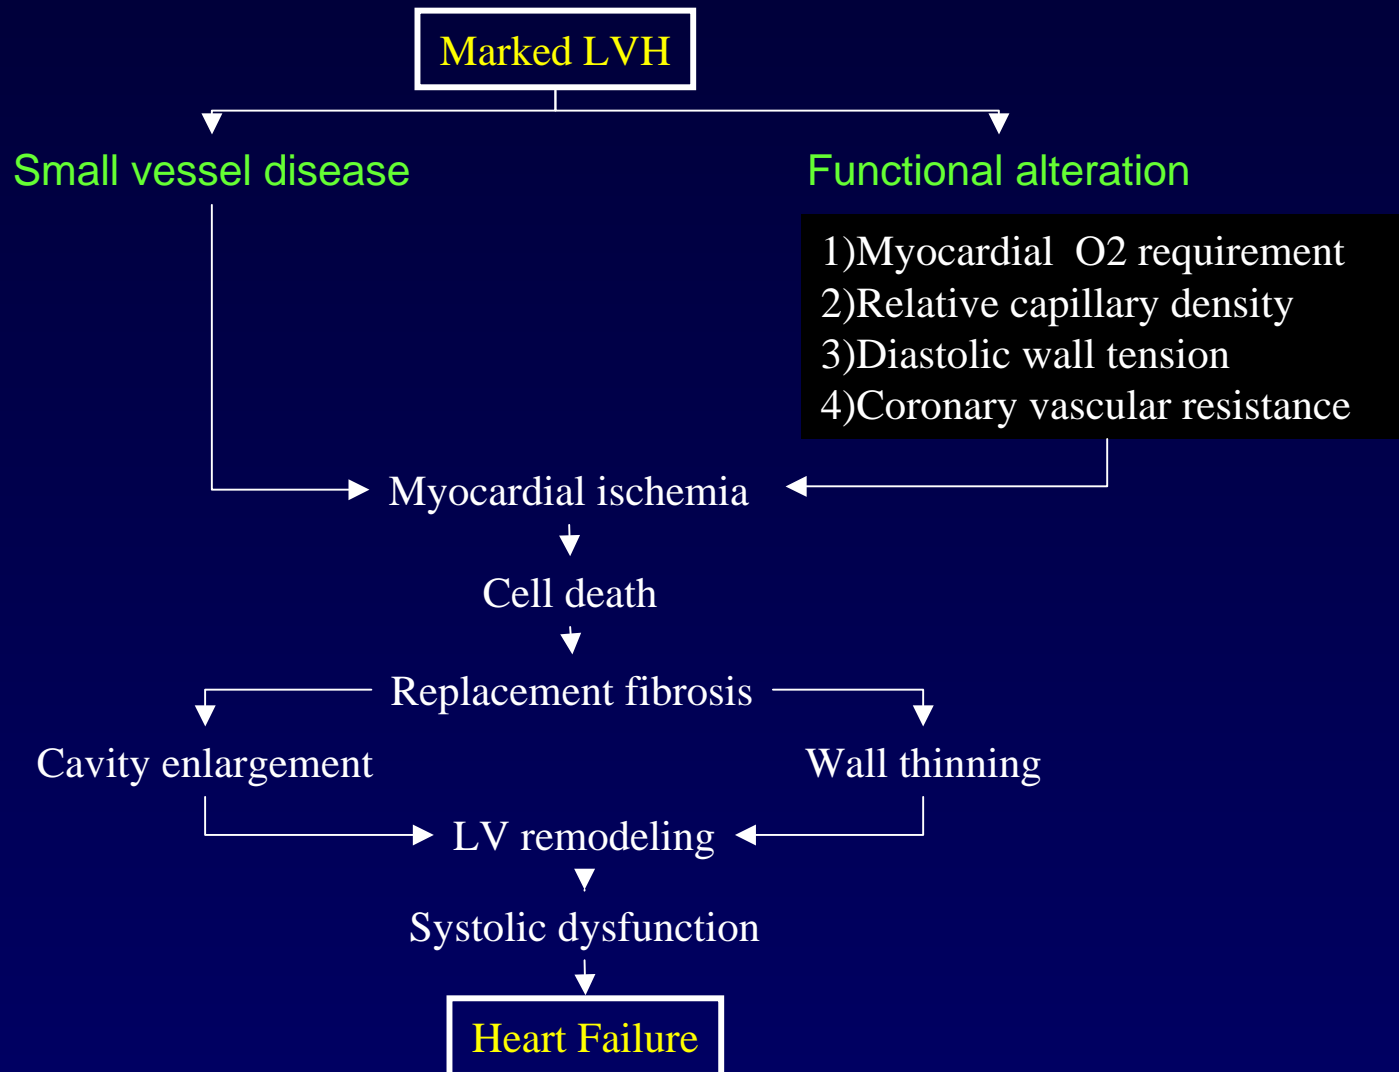 Marked LVH
Small vessel disease
Functional alteration
1)Myocardial  O2 requirement
2)Relative capillary density
3)Diastolic wall tension
4)Coronary vascular resistance
Myocardial ischemia
Cell death
Replacement fibrosis
Cavity enlargement
Wall thinning
LV remodeling
Systolic dysfunction
Heart Failure